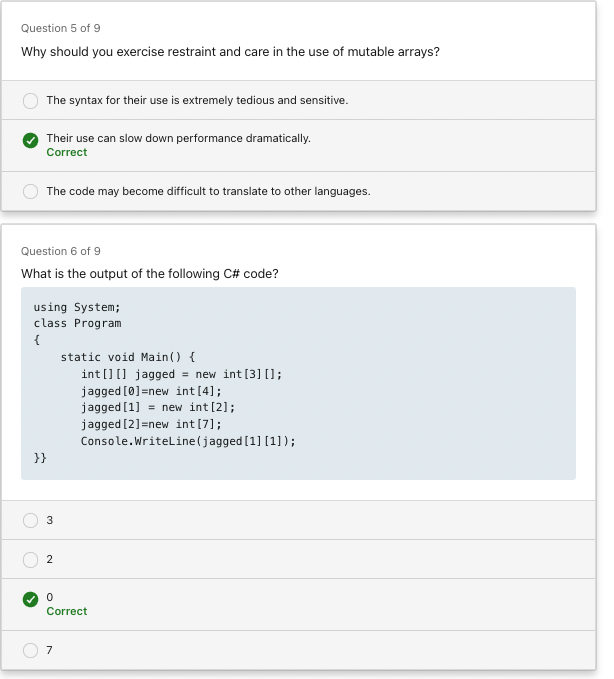 Question 5 of 9
Why should you exercise restraint and care in the use of mutable arrays?
The syntax for their use is extremely tedious and sensitive.
Their use can slow down performance dramatically.
Correct
The code may become difficult to translate to other languages.
Question 6 of 9
What is the output of the following C# code?
using System;
class Program
{
    static void Main() {
       int[][] jagged = new int[3][];
       jagged[0]=new int[4];
       jagged[1] = new int[2];
       jagged[2]=new int[7];
       Console.WriteLine(jagged[1][1]);
}}
3
2
0
Correct
7